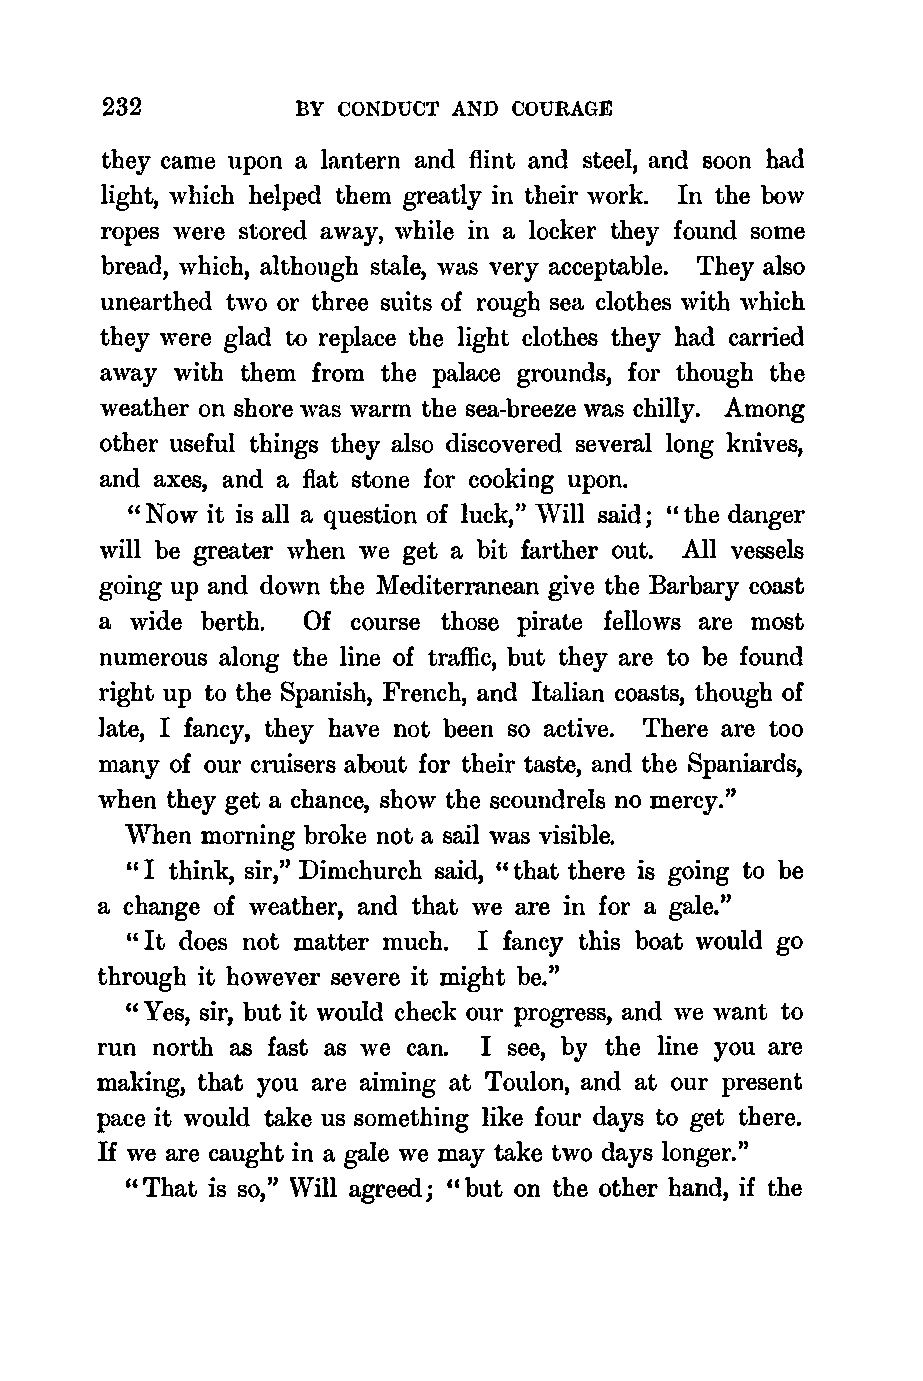 232 BY CONDUCT AND COURAGE
they came upon a lantern and flint and steel, and soon had
light, which helped them greatly in their work. In the bow
ropes were stored away, while in a locker they found some
bread, which, although stale, was very acceptable. They also
unearthed two or three suits of rough sea clothes with which
they were glad to replace the light clothes they had carried
away with them from the palace grounds, for though the
weather on shore was warm the sea-breeze was chilly. Among
other useful things they also discovered several long knives,
and axes, and a flat stone for cooking upon.
"Now it is all a question of luck," Will said; "the danger
will be greater when we get a bit farther out. All vessels
going up and down the Mediterranean give the Barbary coast
a wide berth. Of course those pirate fellows are most
numerous along the line of traffic, but they are to be found
right up to the Spanish, French, and Italian coasts, though of
late, I fancy, they have not been so active. There are too
many of our cruisers about for their taste, and the Spaniards,
when they get a chance, show the scoundrels no mercy."
When morning broke not a sail was visible.
"I think, sir," Dimchurch said, "that there is going to be
a change of weather, and that we are in for a gale."
"It does not matter much. I fancy this boat would go
through it however severe it might be."
"Yes, sir, but it would check our progress, and we want to
run north as fast as we can. I see, by the line you are
making, that you are aiming at Toulon, and at our present
pace it would take us something like four days to get there.
If we are caught in a gale we may take two days longer."
"That is so," Will agreed; "but on the other hand, if the